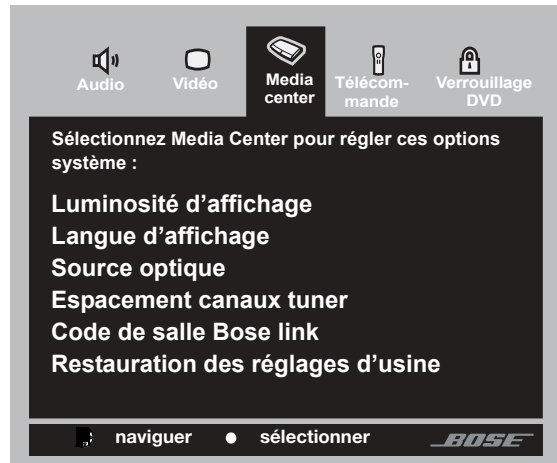 Audio
Vidéo
Media
center
Télécom-
mande
Verrouillage
DVD
Sélectionnez Media Center pour régler ces options
système :
Luminosité d’affichage
Langue d’affichage
Source optique
Espacement canaux tuner
Code de salle Bose link
Restauration des réglages d’usine
naviguer ● sélectionner BOSE